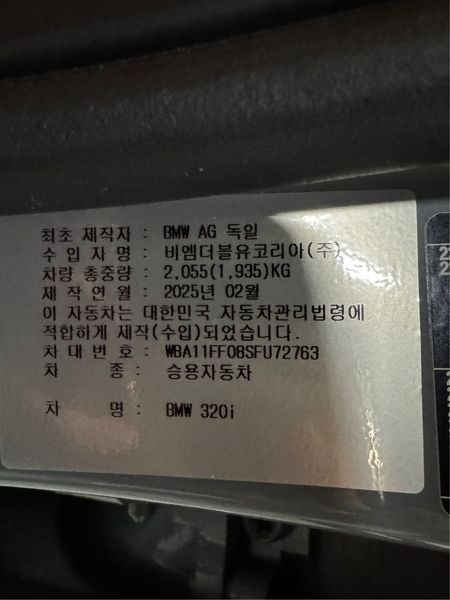 최초 제작자 : BMW AG 독일
수 입 자 명 : 비엠더블유코리아(주)
차량 총중량 : 2,055(1,935)KG
제 작 연 월 : 2025년 02월
이 자동차는 대한민국 자동차관리법령에
적합하게 제작(수입)되었습니다.
차 대 번 호 : WBA11FF08SFU72763
차 종 : 승용자동차
차 명 : BMW 320i